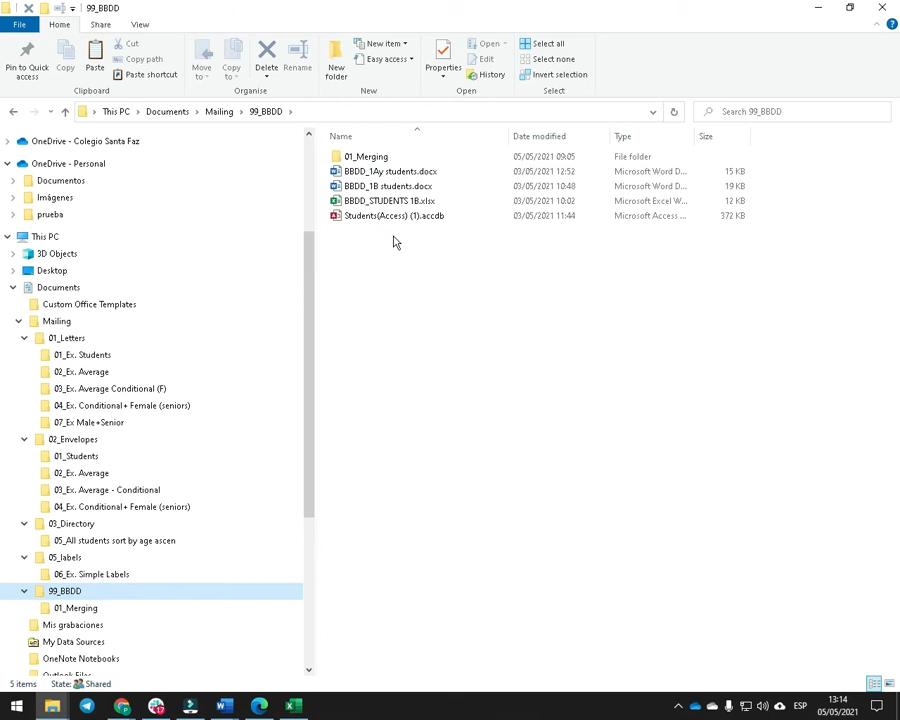 99_BBDD
File
Home
Share
View
Pin to Quick access
Copy
Paste
Cut
Copy path
Paste shortcut
Clipboard
Move to
Copy to
Delete
Rename
Organise
New folder
New item
Easy access
New
Properties
Open
Edit
History
Open
Select all
Select none
Invert selection
Select
This PC > Documents > Mailing > 99_BBDD >
Search 99_BBDD
OneDrive - Colegio Santa Faz
OneDrive - Personal
Documentos
Imágenes
prueba
This PC
3D Objects
Desktop
Documents
Custom Office Templates
Mailing
01_Letters
01_Ex. Students
02_Ex. Average
03_Ex. Average Conditional (F)
04_Ex. Conditional+ Female (seniors)
07_Ex Male+Senior
02_Envelopes
01_Students
02_Ex. Average
03_Ex. Average - Conditional
04_Ex. Conditional+ Female (seniors)
03_Directory
05_All students sort by age ascen
05_labels
06_Ex. Simple Labels
99_BBDD
01_Merging
Mis grabaciones
My Data Sources
OneNote Notebooks
Outlook Files
Name Date modified Type Size
01_Merging 05/05/2021 09:05 File folder
BBDD_1Ay students.docx 03/05/2021 12:52 Microsoft Word D... 15 KB
BBDD_1B students.docx 03/05/2021 10:48 Microsoft Word D... 19 KB
BBDD_STUDENTS 1B.xlsx 03/05/2021 10:02 Microsoft Excel W... 12 KB
Students(Access) (1).accdb 03/05/2021 11:44 Microsoft Access ... 372 KB
5 items State: Shared
17
ESP
13:14
05/05/2021